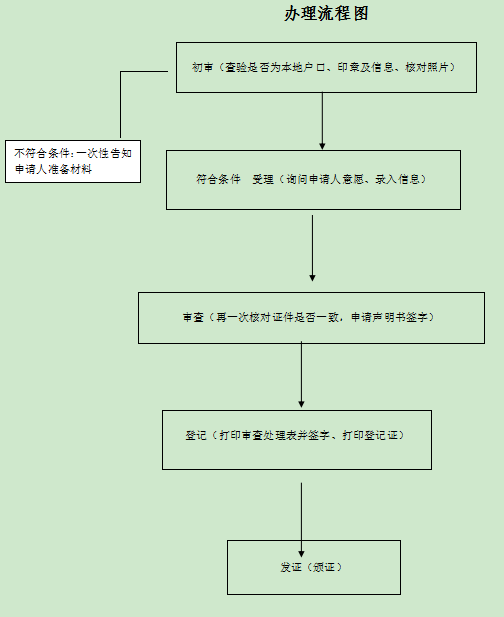 办理流程图
初审（查验是否为本地户口、印章及信息、核对照片）
不符合条件：一次性告知
申请人准备材料
符合条件　受理（询问申请人意愿、录入信息）
审查（再一次核对证件是否一致，申请声明书签字）
登记（打印审查处理表并签字、打印登记证）
发证（颁证）